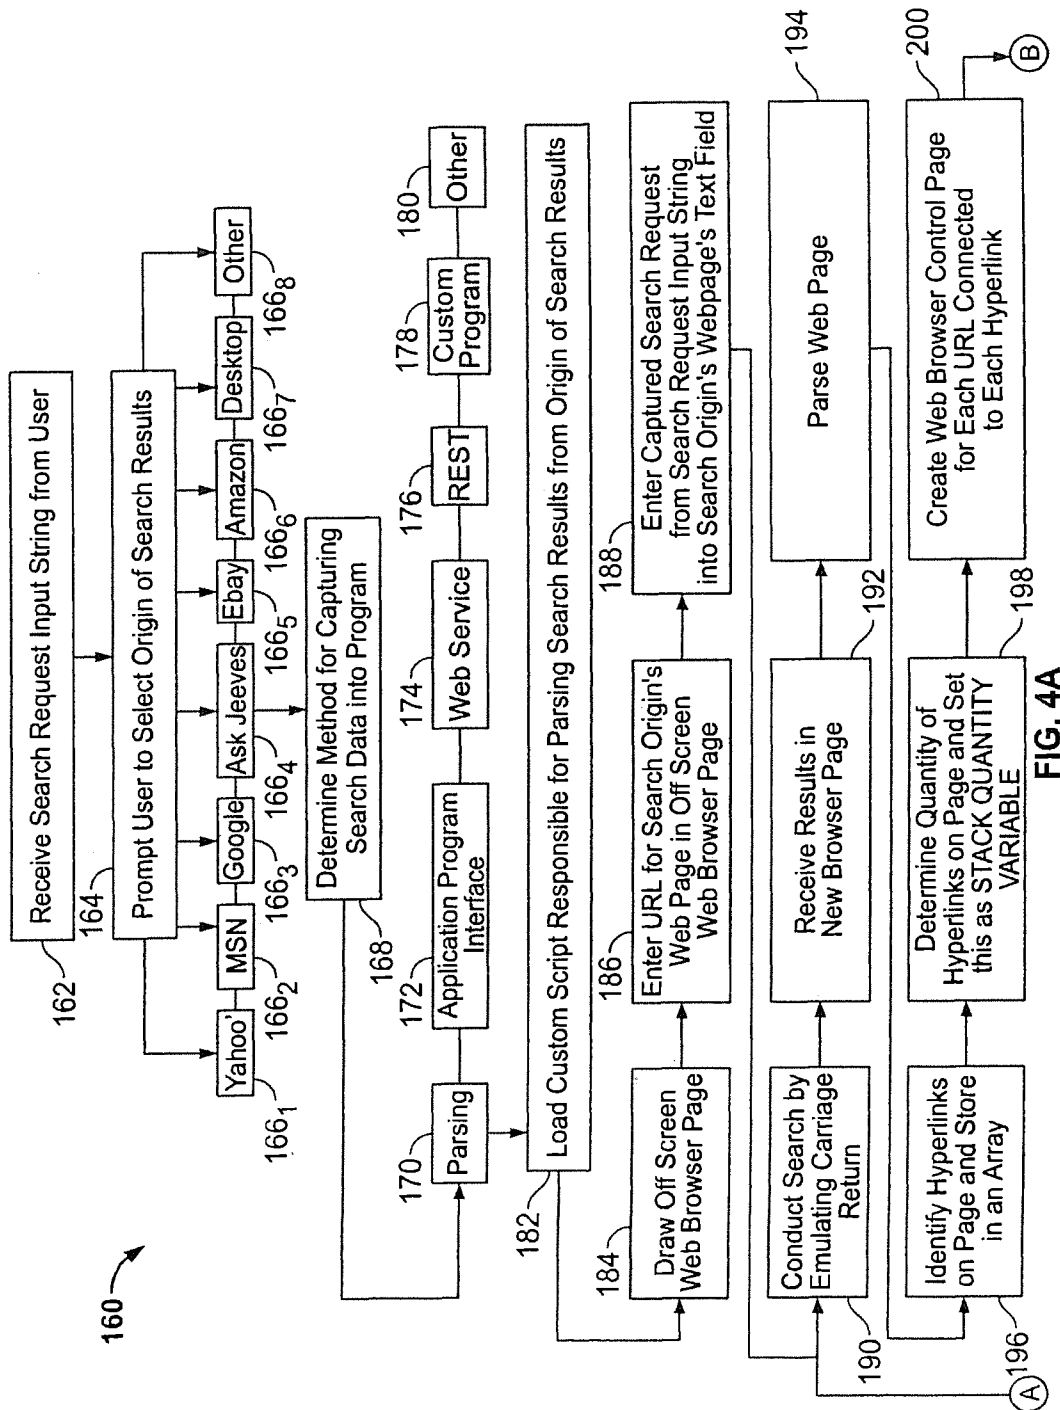 160
162
Receive Search Request Input String from User
164
Prompt User to Select Origin of Search Results
Yahoo'
MSN
Google
Ask Jeeves
Ebay
Amazon
Desktop
Other
166₁
166₂
166₃
166₄
166₅
166₆
166₇
166₈
Determine Method for Capturing
Search Data into Program
168
170
Parsing
172
Application Program
Interface
174
Web Service
176
REST
178
Custom
Program
180
Other
182
Load Custom Script Responsible for Parsing Search Results from Origin of Search Results
184
Draw Off Screen
Web Browser Page
186
Enter URL for Search Origin's
Web Page in Off Screen
Web Browser Page
188
Enter Captured Search Request
from Search Request Input String
into Search Origin's Webpage's Text Field
Conduct Search by
Emulating Carriage
Return
190
Receive Results in
New Browser Page
192
Parse Web Page
194
Identify Hyperlinks
on Page and Store
in an Array
196
Determine Quantity of
Hyperlinks on Page and Set
this as STACK QUANTITY
VARIABLE
198
Create Web Browser Control Page
for Each URL Connected
to Each Hyperlink
200
A
B
FIG. 4A